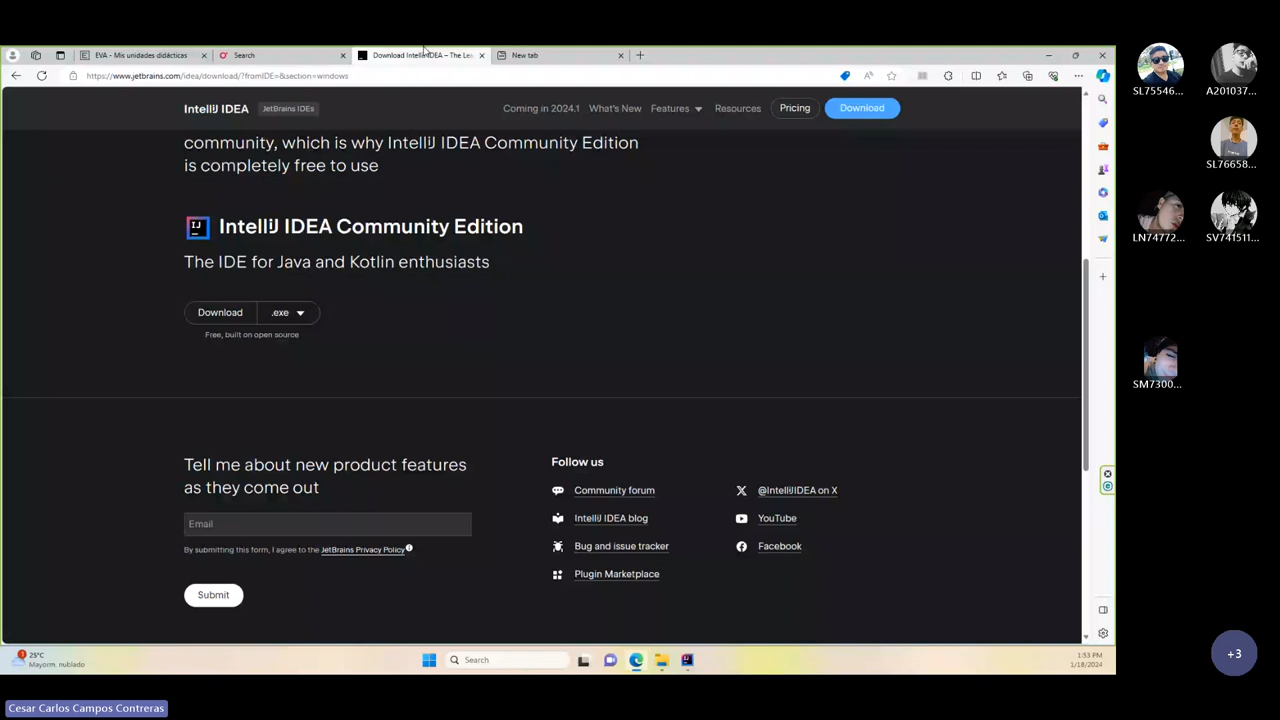 EVA - Mis unidades didácticas
Search
Download IntelliJ IDEA – The Le
New tab
https://www.jetbrains.com/idea/download/?fromIDE=&section=windows
IntelliJ IDEA
JetBrains IDEs
Coming in 2024.1
What's New
Features
Resources
Pricing
Download
community, which is why IntelliJ IDEA Community Edition
is completely free to use
IntelliJ IDEA Community Edition
The IDE for Java and Kotlin enthusiasts
Download
.exe
Free, built on open source
Tell me about new product features
as they come out
Email
By submitting this form, I agree to the JetBrains Privacy Policy
Submit
Follow us
Community forum
@IntelliJIDEA on X
IntelliJ IDEA blog
YouTube
Bug and issue tracker
Facebook
Plugin Marketplace
SL75546...
A201037...
SL76658...
LN74772...
SV741511...
SM7300...
+3
1
25°C
Mayorm. nublado
Search
1:53 PM
1/18/2024
Cesar Carlos Campos Contreras